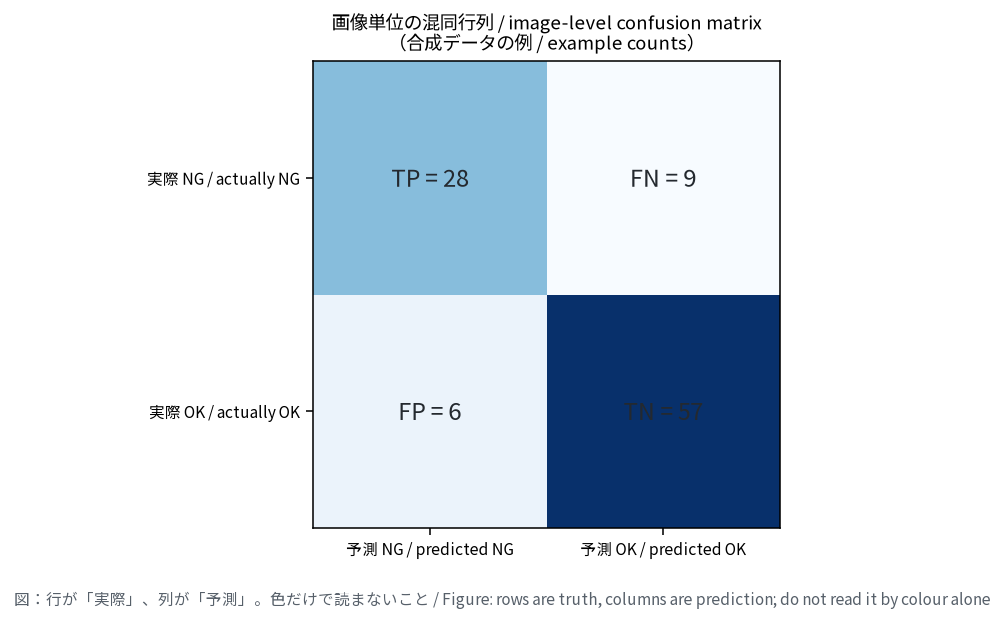 画像単位の混同行列 / image-level confusion matrix
（合成データの例 / example counts）
実際 NG / actually NG
TP = 28
FN = 9
実際 OK / actually OK
FP = 6
TN = 57
予測 NG / predicted NG
予測 OK / predicted OK
図：行が「実際」、列が「予測」。色だけで読まないこと / Figure: rows are truth, columns are prediction; do not read it by colour alone